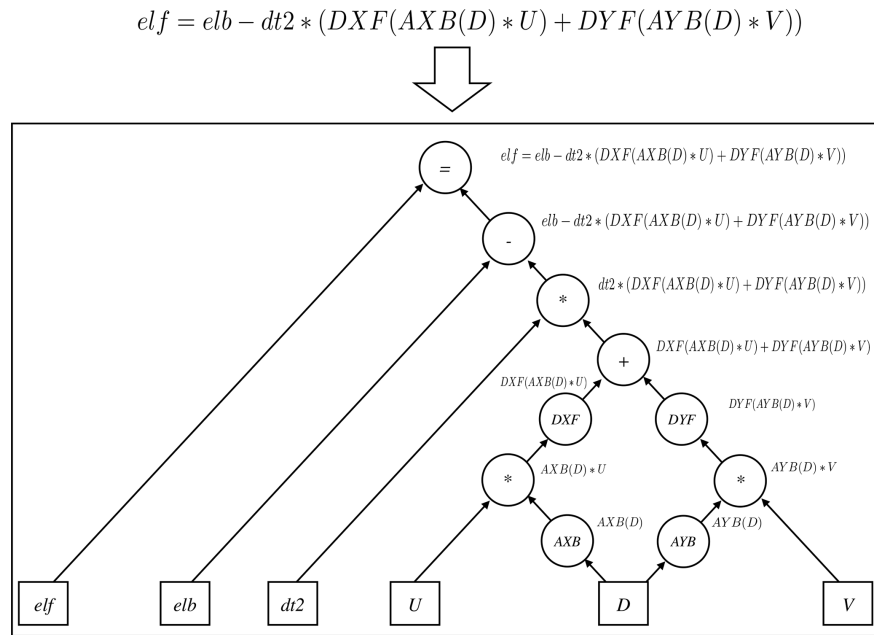 elf = elb − dt2 ∗ (DXF(AXB(D) ∗ U) + DYF(AYB(D) ∗ V))
= elf = elb − dt2 ∗ (DXF(AXB(D) ∗ U) + DYF(AYB(D) ∗ V))
- elb − dt2 ∗ (DXF(AXB(D) ∗ U) + DYF(AYB(D) ∗ V))
* dt2 ∗ (DXF(AXB(D) ∗ U) + DYF(AYB(D) ∗ V))
+ DXF(AXB(D) ∗ U) + DYF(AYB(D) ∗ V)
DXF(AXB(D) ∗ U)
DXF DYF DYF(AYB(D) ∗ V)
* AXB(D) ∗ U * AYB(D) ∗ V
AXB AXB(D) AYB AYB(D)
elf elb dt2 U D V